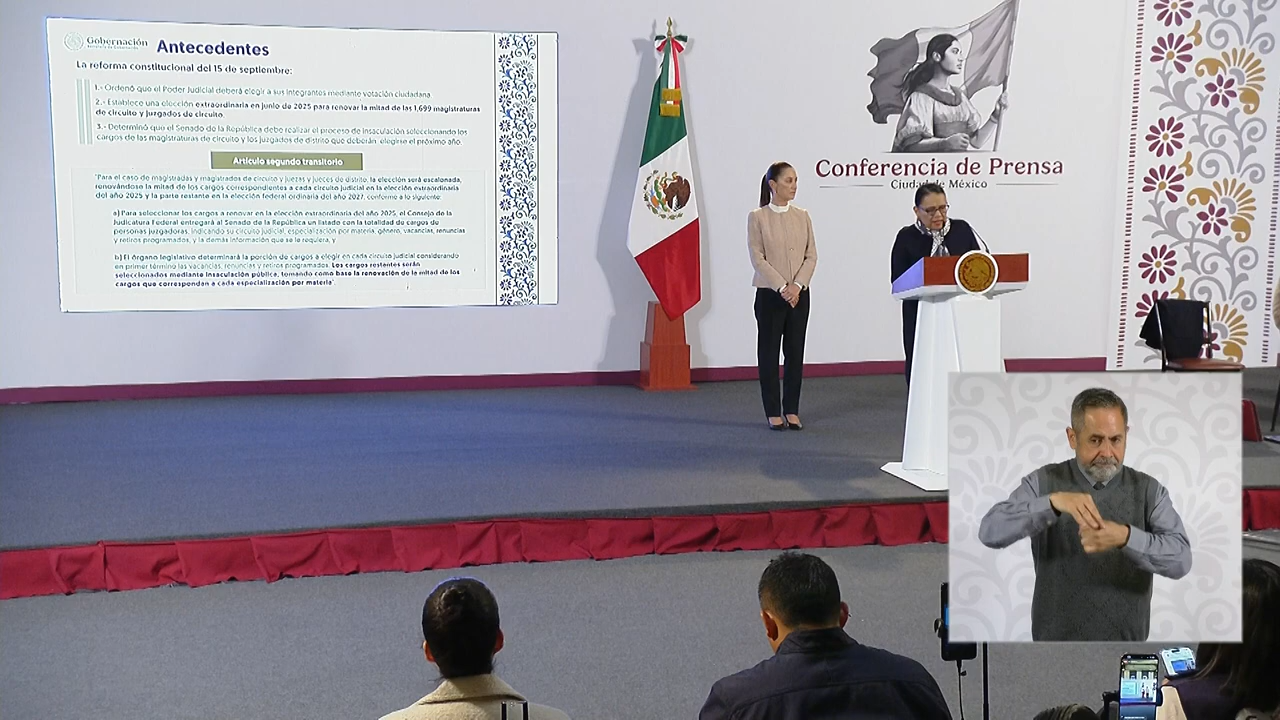 Gobernación
Secretaría de Gobernación
Antecedentes
La reforma constitucional del 15 de septiembre:
1.- Ordenó que el Poder Judicial deberá elegir a sus integrantes mediante votación ciudadana.
2.- Establece una elección extraordinaria en junio de 2025 para renovar la mitad de las 1,699 magistraturas
de circuito y juzgados de circuito.
3.- Determinó que el Senado de la República debe realizar el proceso de insaculación seleccionando los
cargos de las magistraturas de circuito y los juzgados de distrito que deberán elegirse el próximo año.
Artículo segundo transitorio
"Para el caso de magistradas y magistrados de circuito y juezas y jueces de distrito, la elección será escalonada,
renovándose la mitad de los cargos correspondientes a cada circuito judicial en la elección extraordinaria
del año 2025 y la parte restante en la elección federal ordinaria del año 2027, conforme a lo siguiente:
a) Para seleccionar los cargos a renovar en la elección extraordinaria del año 2025, el Consejo de la
Judicatura Federal entregará al Senado de la República un listado con la totalidad de cargos de
personas juzgadoras, indicando su circuito judicial, especialización por materia, género, vacancias, renuncias
y retiros programados, y la demás información que se le requiera, y
b) El órgano legislativo determinará la porción de cargos a elegir en cada circuito judicial considerando
en primer término las vacancias, renuncias y retiros programados. Los cargos restantes serán
seleccionados mediante insaculación pública, tomando como base la renovación de la mitad de los
cargos que correspondan a cada especialización por materia".
Conferencia de Prensa
Ciudad de México